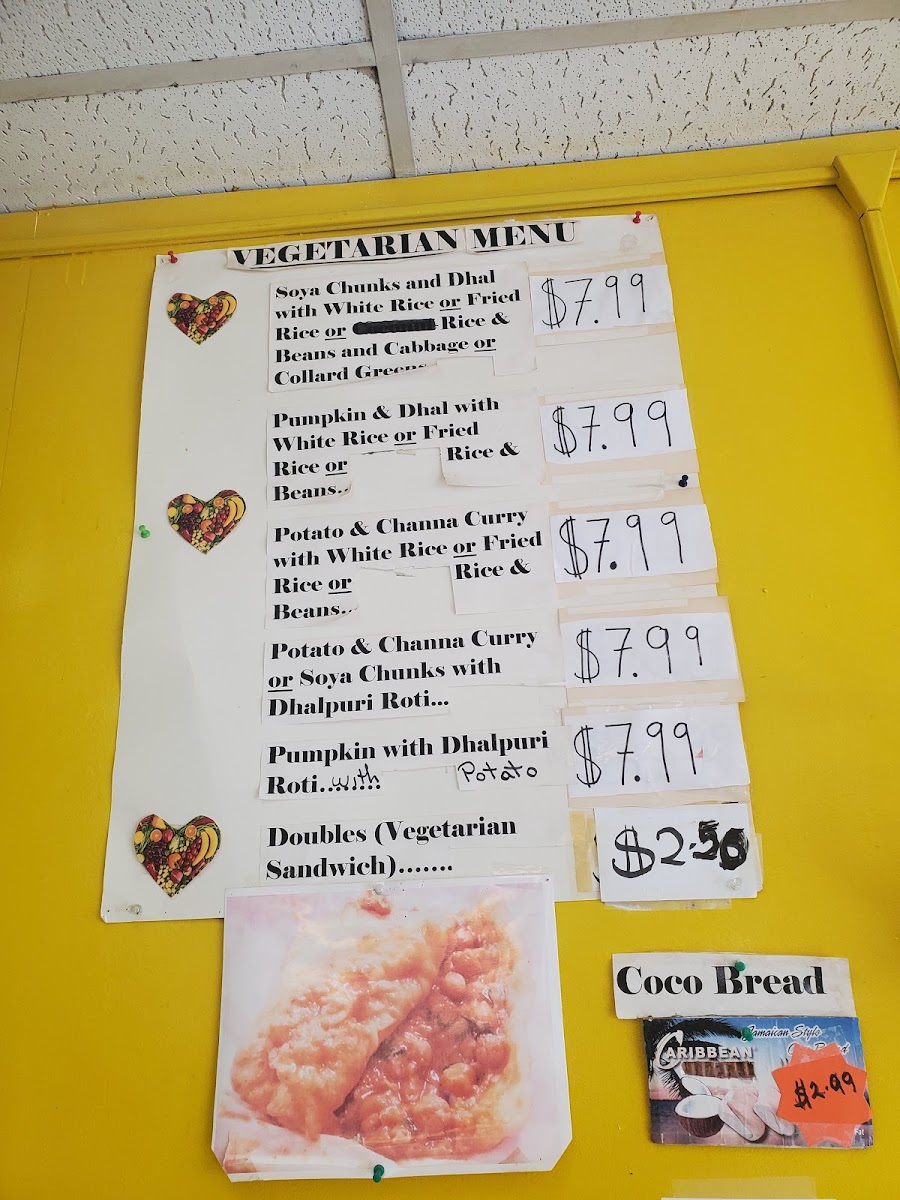 VEGETARIAN MENU
Soya Chunks and Dhal
with White Rice or Fried
Rice or Rice &
Beans and Cabbage or
Collard Greens
$7.99
Pumpkin & Dhal with
White Rice or Fried
Rice or Rice &
Beans..
$7.99
Potato & Channa Curry
with White Rice or Fried
Rice or Rice &
Beans..
$7.99
Potato & Channa Curry
or Soya Chunks with
Dhalpuri Roti...
$7.99
Pumpkin with Dhalpuri
Roti....with.... Potato
$7.99
Doubles (Vegetarian
Sandwich).......
$2.50
Coco Bread
Jamaican Style
CARIBBEAN
$2.99
Fat